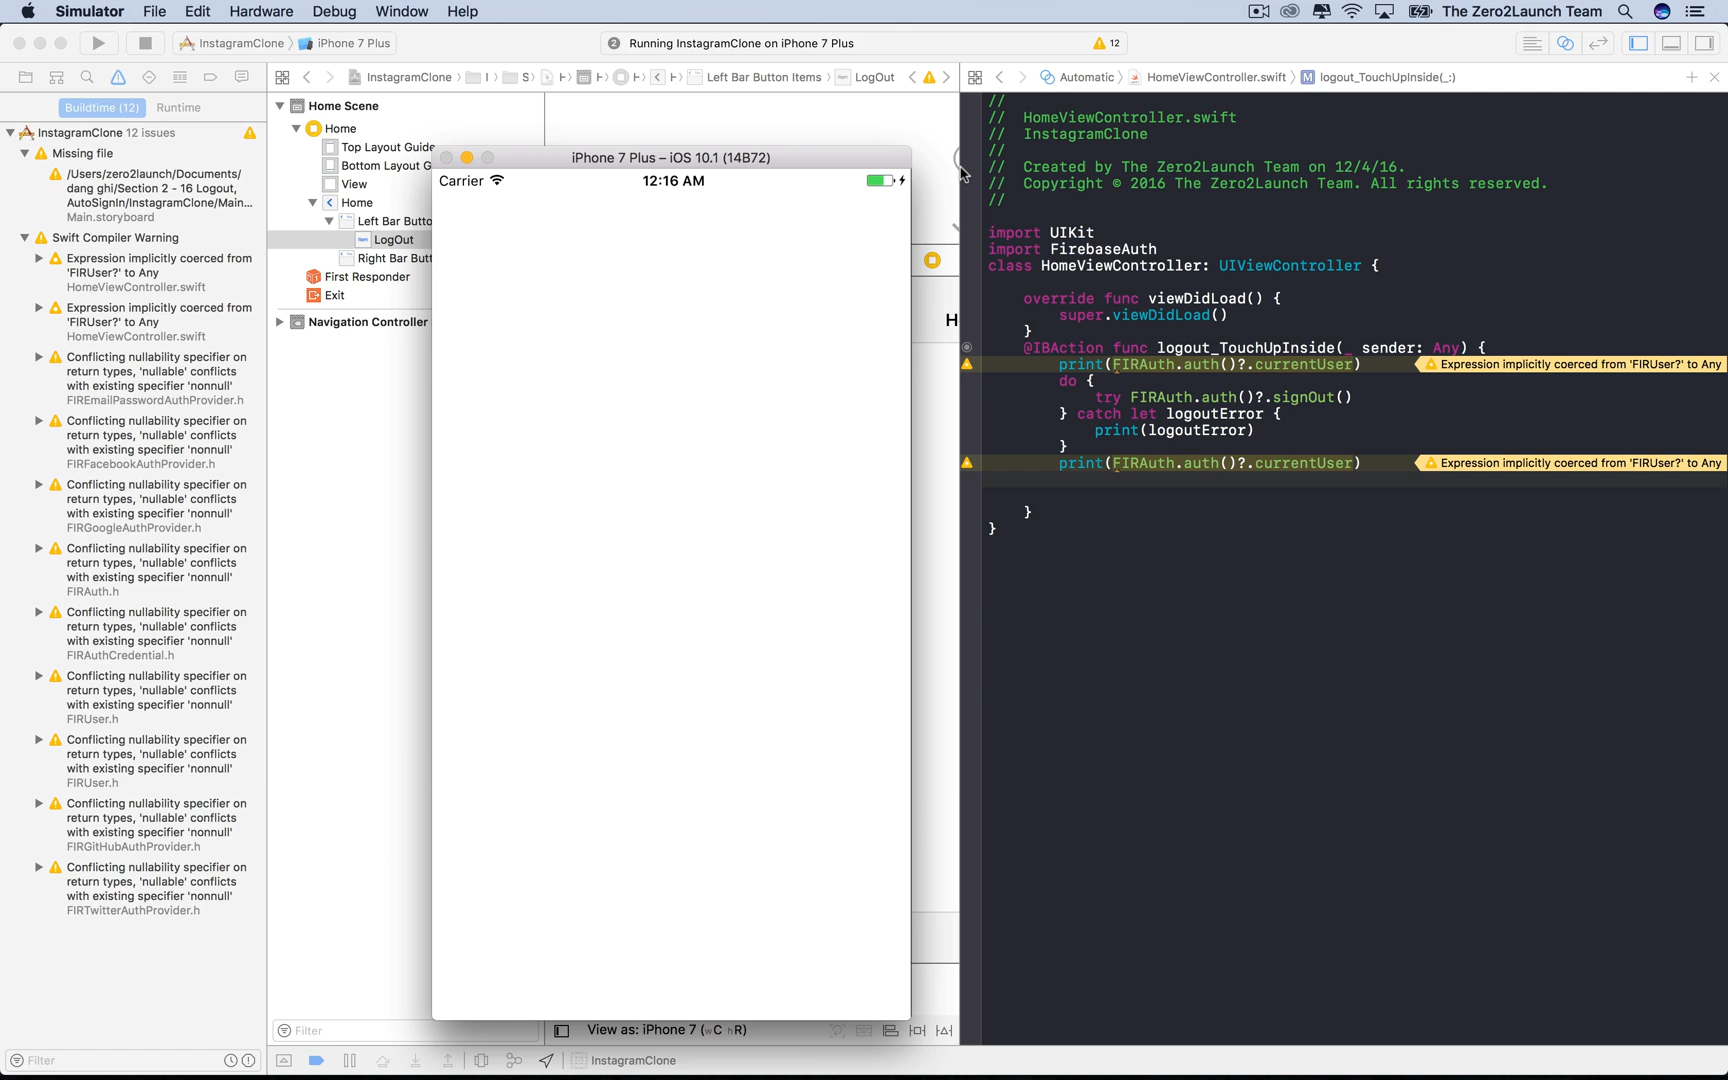 Simulator File Edit Hardware Debug Window Help The Zero2Launch Team
InstagramClone iPhone 7 Plus 2 Running InstagramClone on iPhone 7 Plus 12
InstagramClone I S H H H Left Bar Button Items LogOut
Automatic HomeViewController.swift M logout_TouchUpInside(_:)
Buildtime (12) Runtime
InstagramClone 12 issues
Missing file
/Users/zero2launch/Documents/
dang ghi/Section 2 - 16 Logout,
AutoSignIn/InstagramClone/Main...
Main.storyboard
Swift Compiler Warning
Expression implicitly coerced from
'FIRUser?' to Any
HomeViewController.swift
Expression implicitly coerced from
'FIRUser?' to Any
HomeViewController.swift
Conflicting nullability specifier on
return types, 'nullable' conflicts
with existing specifier 'nonnull'
FIREmailPasswordAuthProvider.h
Conflicting nullability specifier on
return types, 'nullable' conflicts
with existing specifier 'nonnull'
FIRFacebookAuthProvider.h
Conflicting nullability specifier on
return types, 'nullable' conflicts
with existing specifier 'nonnull'
FIRGoogleAuthProvider.h
Conflicting nullability specifier on
return types, 'nullable' conflicts
with existing specifier 'nonnull'
FIRAuth.h
Conflicting nullability specifier on
return types, 'nullable' conflicts
with existing specifier 'nonnull'
FIRAuthCredential.h
Conflicting nullability specifier on
return types, 'nullable' conflicts
with existing specifier 'nonnull'
FIRUser.h
Conflicting nullability specifier on
return types, 'nullable' conflicts
with existing specifier 'nonnull'
FIRUser.h
Conflicting nullability specifier on
return types, 'nullable' conflicts
with existing specifier 'nonnull'
FIRGitHubAuthProvider.h
Conflicting nullability specifier on
return types, 'nullable' conflicts
with existing specifier 'nonnull'
FIRTwitterAuthProvider.h
Filter
Home Scene
Home
Top Layout Guide
Bottom Layout G
View
Home
Left Bar Butto
LogOut
Right Bar Butt
First Responder
Exit
Navigation Controller
Filter
iPhone 7 Plus – iOS 10.1 (14B72)
Carrier 12:16 AM
H
View as: iPhone 7 (wC hR)
InstagramClone
//
// HomeViewController.swift
// InstagramClone
//
// Created by The Zero2Launch Team on 12/4/16.
// Copyright © 2016 The Zero2Launch Team. All rights reserved.
//
import UIKit
import FirebaseAuth
class HomeViewController: UIViewController {
override func viewDidLoad() {
super.viewDidLoad()
}
@IBAction func logout_TouchUpInside(_ sender: Any) {
print(FIRAuth.auth()?.currentUser) Expression implicitly coerced from 'FIRUser?' to Any
do {
try FIRAuth.auth()?.signOut()
} catch let logoutError {
print(logoutError)
}
print(FIRAuth.auth()?.currentUser) Expression implicitly coerced from 'FIRUser?' to Any
}
}